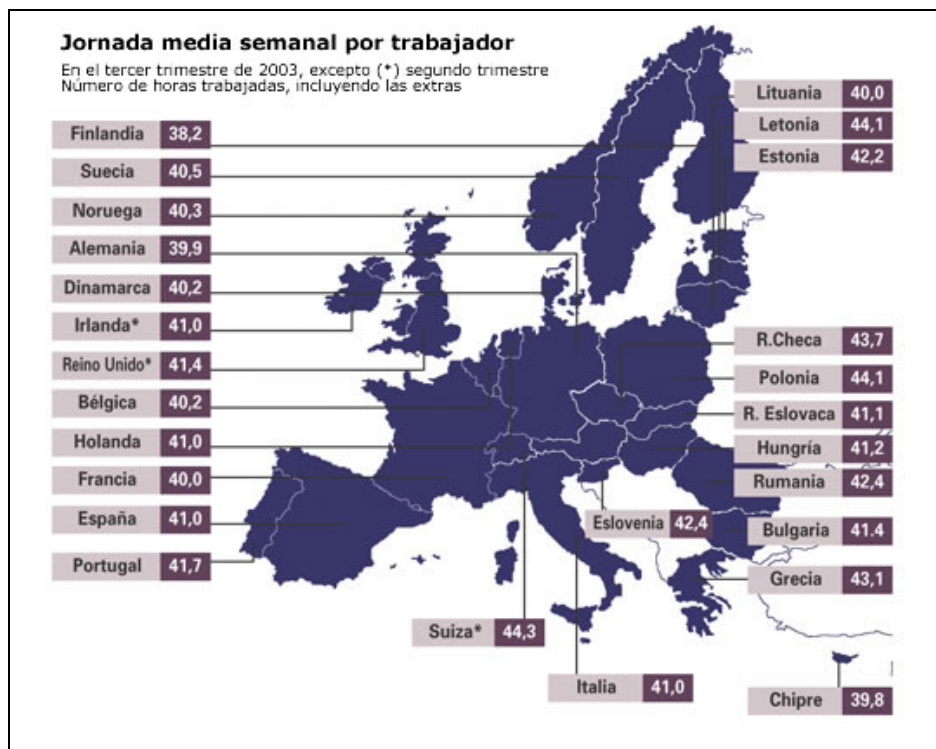 Jornada media semanal por trabajador
En el tercer trimestre de 2003, excepto (*) segundo trimestre
Número de horas trabajadas, incluyendo las extras
Finlandia 38,2
Suecia 40,5
Noruega 40,3
Alemania 39,9
Dinamarca 40,2
Irlanda* 41,0
Reino Unido* 41,4
Bélgica 40,2
Holanda 41,0
Francia 40,0
España 41,0
Portugal 41,7
Lituania 40,0
Letonia 44,1
Estonia 42,2
R.Checa 43,7
Polonia 44,1
R. Eslovaca 41,1
Hungría 41,2
Rumania 42,4
Eslovenia 42,4
Bulgaria 41.4
Grecia 43,1
Suiza* 44,3
Italia 41,0
Chipre 39,8